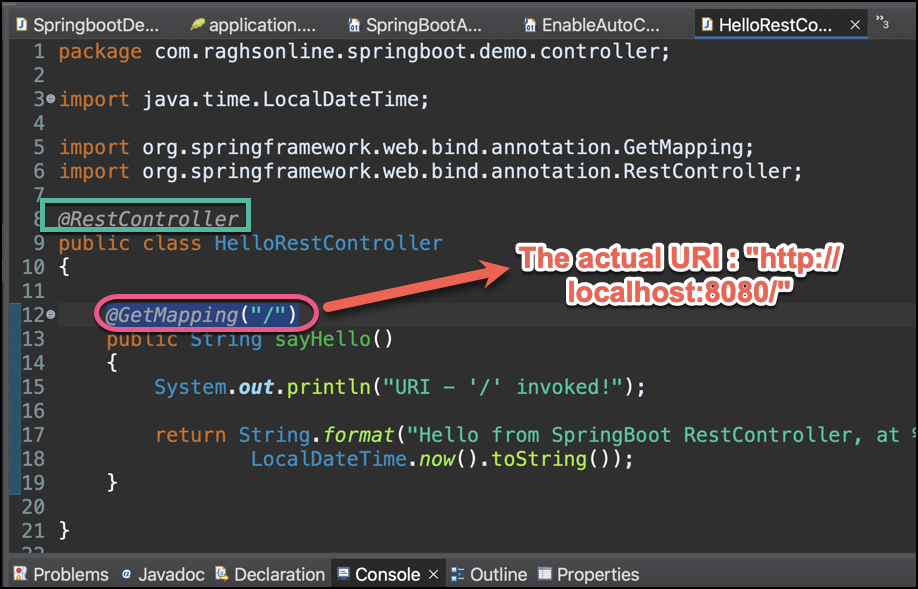 SpringbootDe... application.... SpringBootA... EnableAutoC... HelloRestCo... × »3
1 package com.raghsonline.springboot.demo.controller;
2
3 import java.time.LocalDateTime;
4
5 import org.springframework.web.bind.annotation.GetMapping;
6 import org.springframework.web.bind.annotation.RestController;
7
8 @RestController
9 public class HelloRestController
10 {
11
12 @GetMapping("/")
13 public String sayHello()
14 {
15 System.out.println("URI - '/' invoked!");
16
17 return String.format("Hello from SpringBoot RestController, at %
18 LocalDateTime.now().toString());
19 }
20
21 }
22
The actual URI : "http://
localhost:8080/"
Problems @ Javadoc Declaration Console × Outline Properties